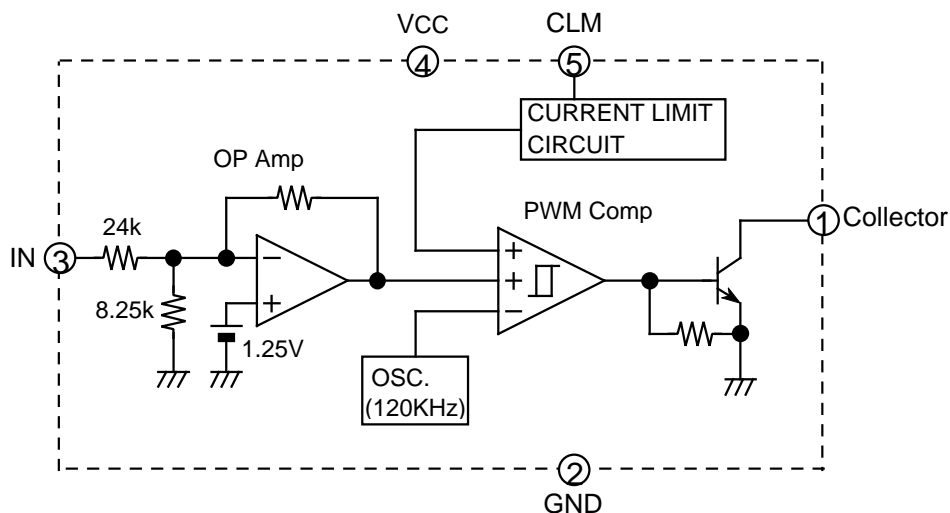 VCC
CLM
4
5
CURRENT LIMIT
CIRCUIT
OP Amp
PWM Comp
24k
IN
3
1
Collector
8.25k
−
+
+
+
−
1.25V
OSC.
(120KHz)
2
GND